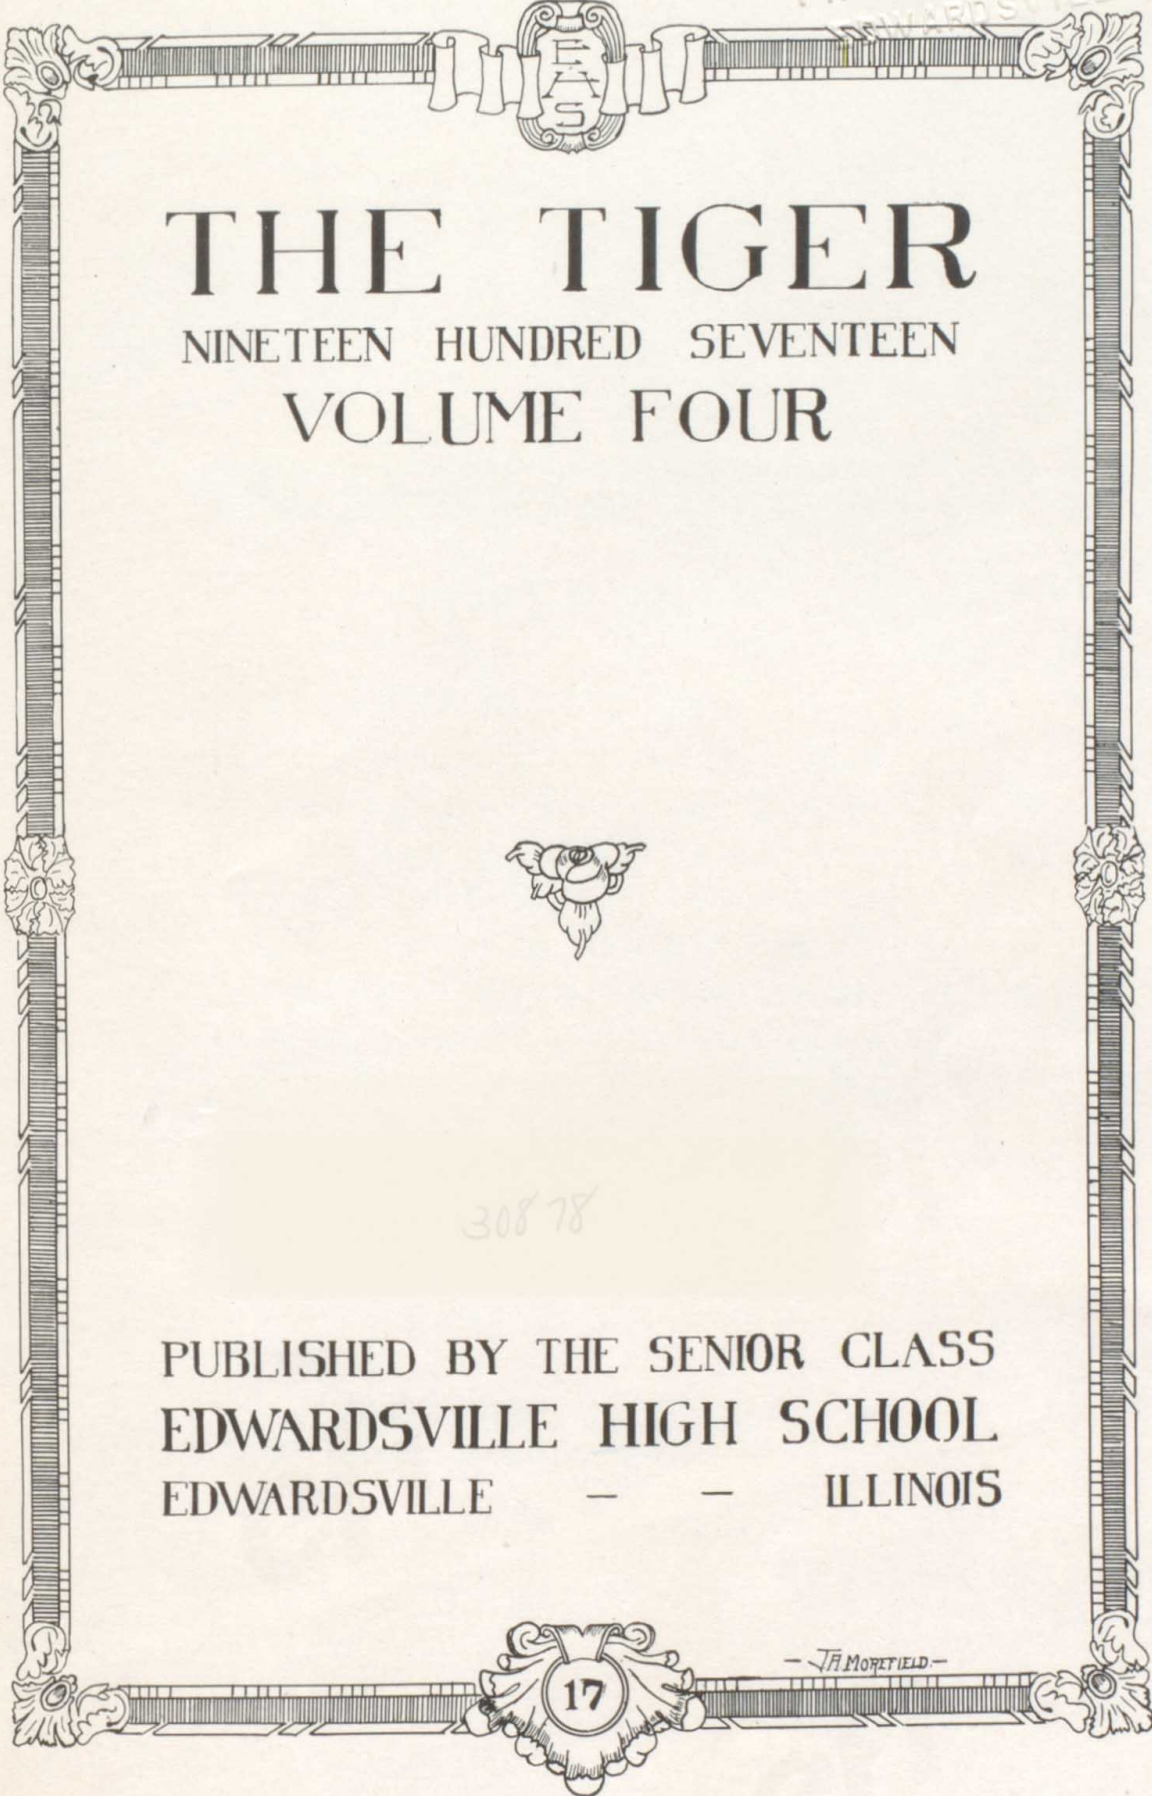 EHS
THE TIGER
NINETEEN HUNDRED SEVENTEEN
VOLUME FOUR
30878
PUBLISHED BY THE SENIOR CLASS
EDWARDSVILLE HIGH SCHOOL
EDWARDSVILLE - - ILLINOIS
- JA MOREFIELD. -
17